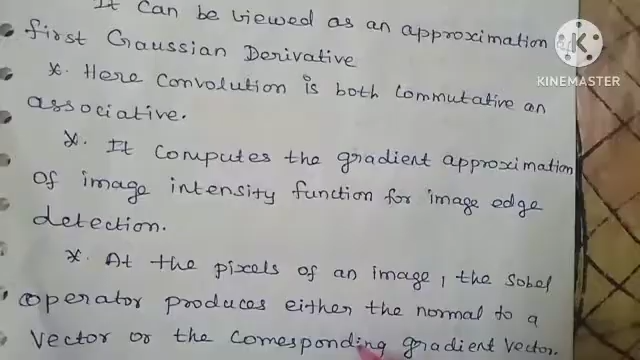 It can be viewed as an approximation
first Gaussian Derivative
*. Here Convolution is both Commutative an
associative.
*. It computes the gradient approximation
of image intensity function for image edge
detection.
*. At the pixels of an image, the Sobel
operator produces either the normal to a
vector or the corresponding gradient vector.
K
KINEMASTER